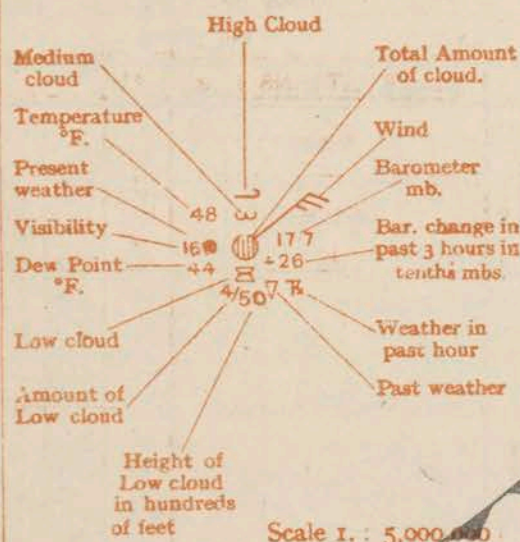 High Cloud
Medium
cloud
Total Amount
of cloud.
Temperature
°F.
Wind
Present
weather
Barometer
mb.
48
Visibility
16
177
Bar. change in
past 3 hours in
tenths mbs.
Dew Point
°F.
44
+26
Low cloud
4/50
Weather in
past hour
Amount of
Low cloud
Past weather
Height of
Low cloud
in hundreds
of feet
Scale 1. : 5,000,000